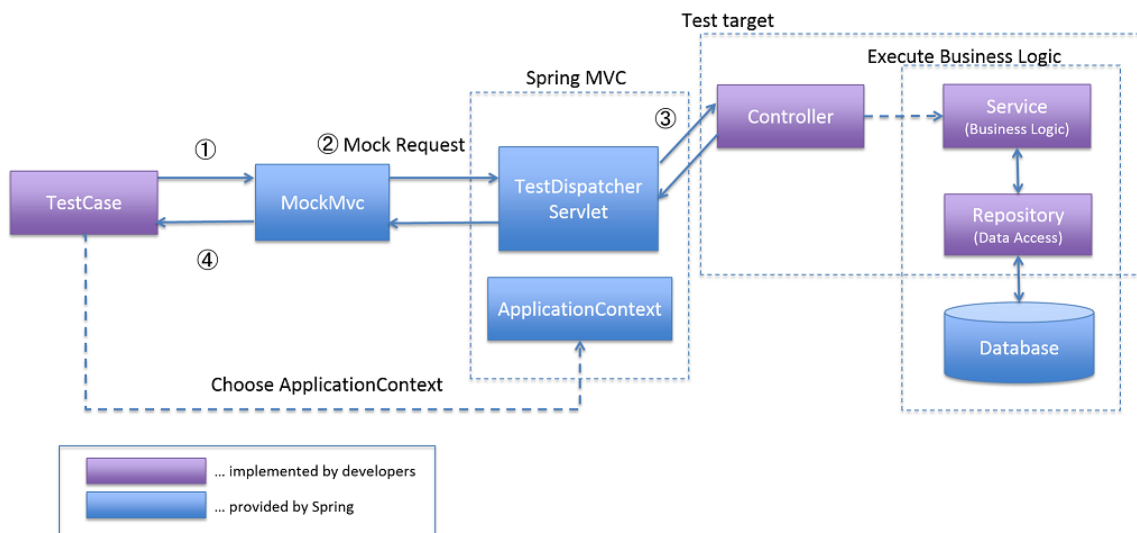 Test target
Execute Business Logic
Spring MVC
③
Controller
Service
(Business Logic)
①
② Mock Request
TestCase
MockMvc
TestDispatcher
Servlet
Repository
(Data Access)
④
ApplicationContext
Database
Choose ApplicationContext
... implemented by developers
... provided by Spring